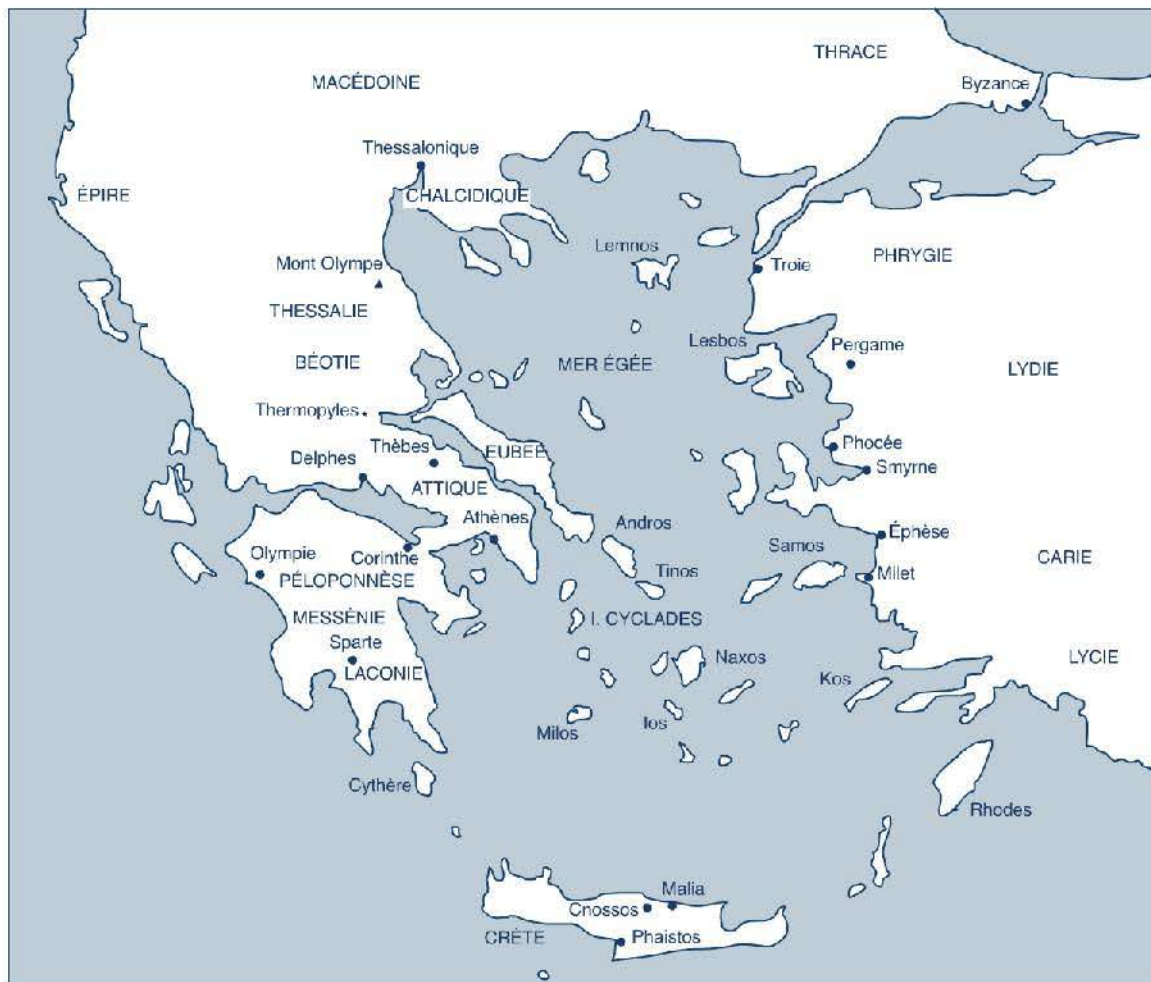 THRACE
MACÉDOINE
Byzance
Thessalonique
ÉPIRE
CHALCIDIQUE
Lemnos
PHRYGIE
Mont Olympe
Troie
THESSALIE
Lesbos
Pergame
BÉOTIE
MER ÉGÉE
LYDIE
Thermopyles
Thèbes
Phocée
Delphes
EUBÉE
Smyrne
ATTIQUE
Athènes
Andros
Éphèse
Samos
Olympie
Corinthe
CARIE
PÉLOPONNÈSE
Tinos
Milet
MESSÉNIE
I. CYCLADES
Sparte
Naxos
LYCIE
LACONIE
Kos
Milos
Ios
Cythère
Rhodes
Malia
Cnossos
CRÈTE
Phaistos